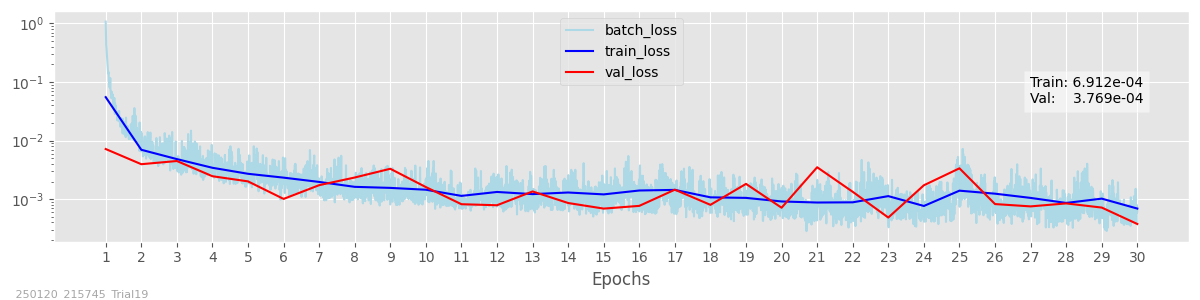 10⁰
10⁻¹
10⁻²
10⁻³
batch_loss
train_loss
val_loss
Train: 6.912e-04
Val: 3.769e-04
1 2 3 4 5 6 7 8 9 10 11 12 13 14 15 16 17 18 19 20 21 22 23 24 25 26 27 28 29 30
Epochs
250120_215745_Trial19